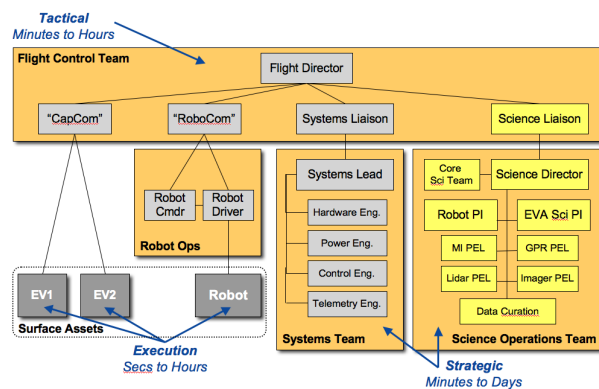 Tactical
Minutes to Hours
Flight Control Team
Flight Director
“CapCom”
“RoboCom”
Systems Liaison
Science Liaison
Robot
Cmdr
Robot
Driver
Robot Ops
Systems Lead
Hardware Eng.
Power Eng.
Control Eng.
Telemetry Eng.
Systems Team
Core
Sci Team
Science Director
Robot PI
EVA Sci PI
MI PEL
GPR PEL
Lidar PEL
Imager PEL
Data Curation
Science Operations Team
EV1
EV2
Robot
Surface Assets
Execution
Secs to Hours
Strategic
Minutes to Days